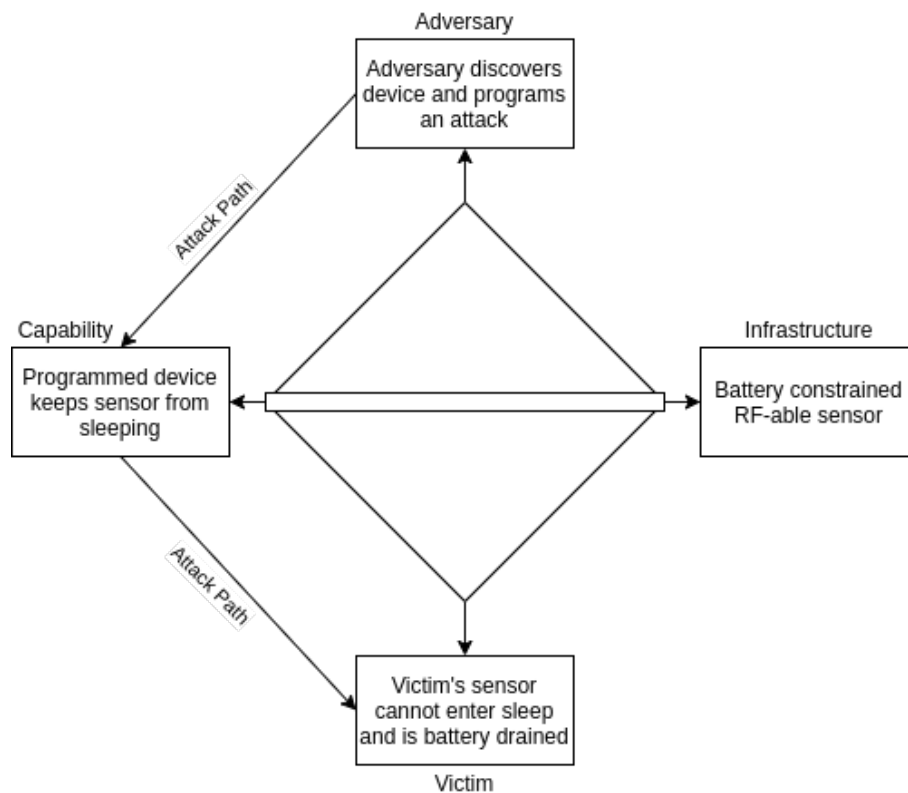 Adversary
Adversary discovers
device and programs
an attack
Attack Path
Capability
Programmed device
keeps sensor from
sleeping
Infrastructure
Battery constrained
RF-able sensor
Attack Path
Victim's sensor
cannot enter sleep
and is battery drained
Victim